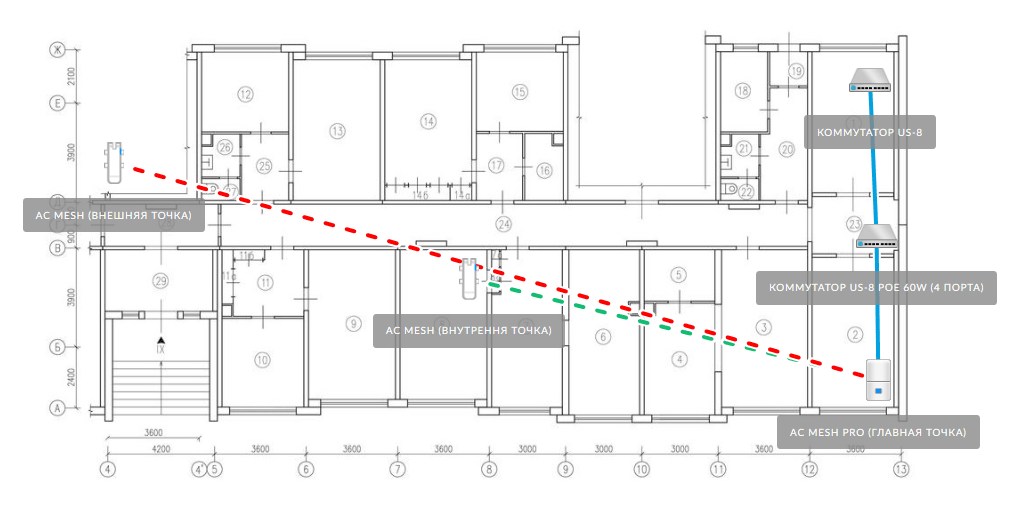 Ж
2100
Е
3900
Д
900
В
3900
Б
2400
А
12
13
14
15
18
19
26
25
17
16
21
20
22
14б
14а
24
23
КОММУТАТОР US-8
AC MESH (ВНЕШНЯЯ ТОЧКА)
29
11б
11
5
КОММУТАТОР US-8 POE 60W (4 ПОРТА)
9
AC MESH (ВНУТРЕННЯ ТОЧКА)
6
3
2
IX
10
4
AC MESH PRO (ГЛАВНАЯ ТОЧКА)
3600
4200 3600 3600 3600 3000 3000 3000 3600 3600
4 4' 5 6 7 8 9 10 11 12 13